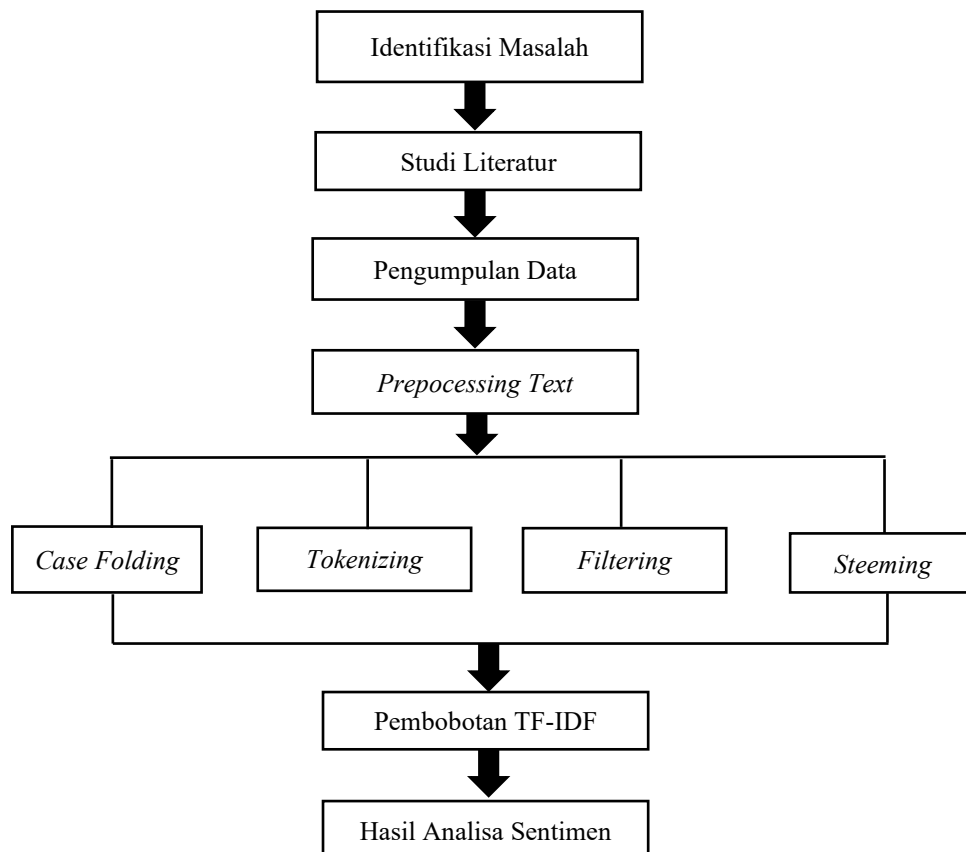 Identifikasi Masalah
Studi Literatur
Pengumpulan Data
Prepocessing Text
Case Folding
Tokenizing
Filtering
Steeming
Pembobotan TF-IDF
Hasil Analisa Sentimen